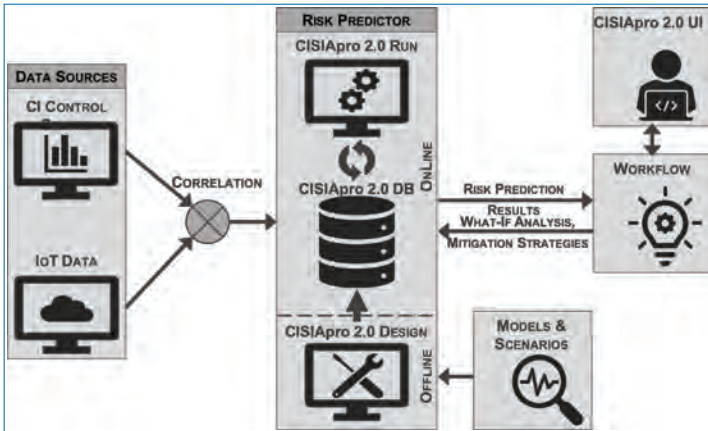 DATA SOURCES
CI CONTROL
IOT DATA
CORRELATION
RISK PREDICTOR
CISIAPRO 2.0 RUN
CISIAPRO 2.0 DB
ONLINE
CISIAPRO 2.0 DESIGN
OFFLINE
RISK PREDICTION
RESULTS
WHAT-IF ANALYSIS,
MITIGATION STRATEGIES
CISIAPRO 2.0 UI
</>
WORKFLOW
MODELS &
SCENARIOS